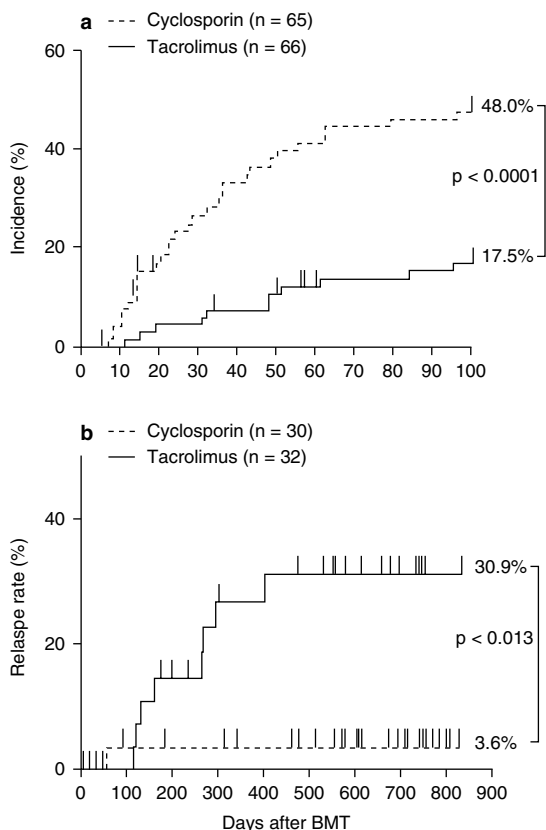 a
Cyclosporin (n = 65)
Tacrolimus (n = 66)
60
40
20
0
Incidence (%)
48.0%
p < 0.0001
17.5%
0 10 20 30 40 50 60 70 80 90 100
b
Cyclosporin (n = 30)
Tacrolimus (n = 32)
40
20
0
Relaspe rate (%)
30.9%
p < 0.013
3.6%
0 100 200 300 400 500 600 700 800 900
Days after BMT